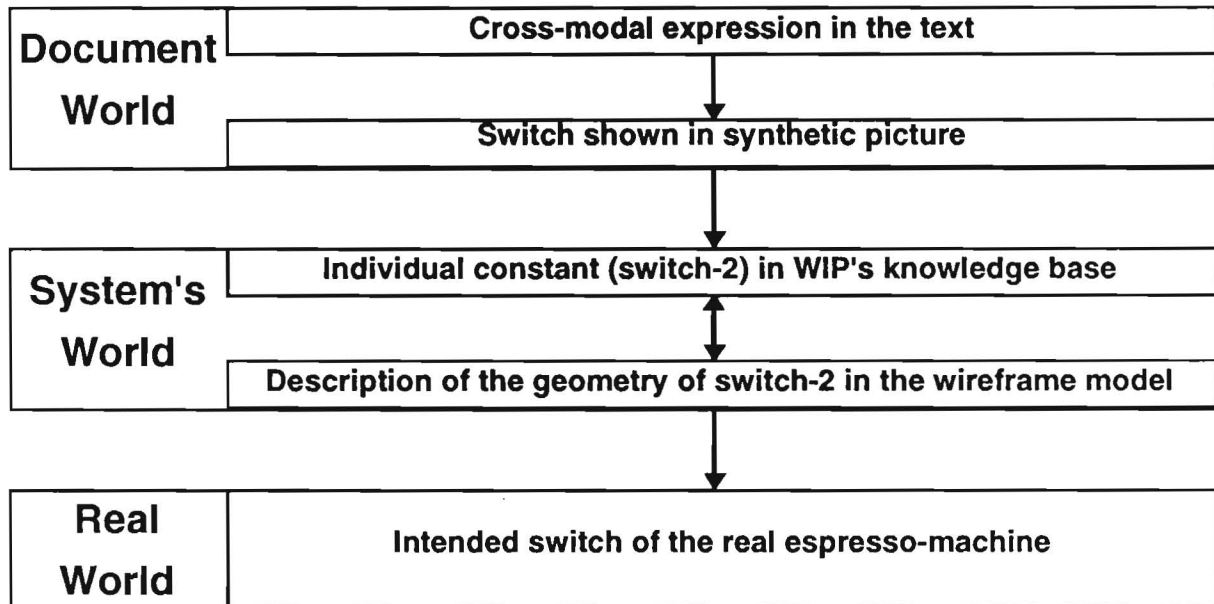 Document
World
Cross-modal expression in the text
Switch shown in synthetic picture
System's
World
Individual constant (switch-2) in WIP's knowledge base
Description of the geometry of switch-2 in the wireframe model
Real
World
Intended switch of the real espresso-machine